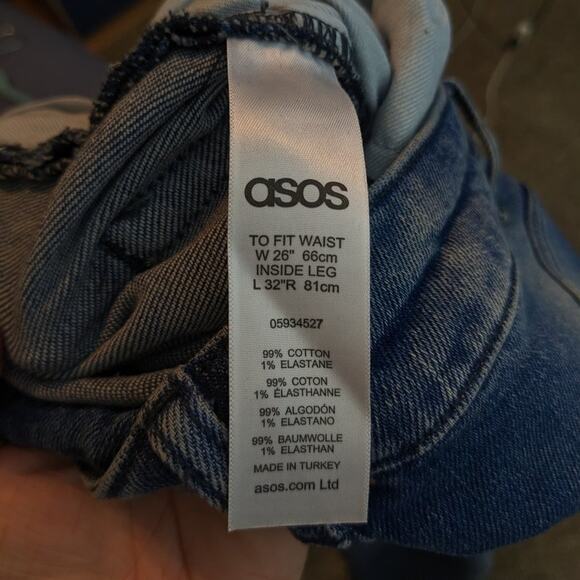 asos
TO FIT WAIST
W 26" 66cm
INSIDE LEG
L 32"R 81cm
05934527
99% COTTON
1% ELASTANE
99% COTON
1% ÉLASTHANNE
99% ALGODÓN
1% ELASTANO
99% BAUMWOLLE
1% ELASTHAN
MADE IN TURKEY
asos.com Ltd